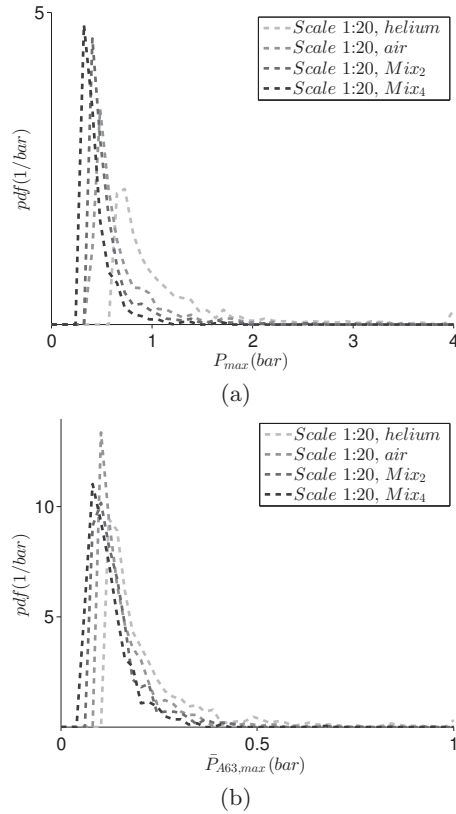 5
Scale 1:20, helium
Scale 1:20, air
Scale 1:20, Mix₂
Scale 1:20, Mix₄
pdf(1/bar)
0 1 2 3 4
P_max(bar)
(a)
Scale 1:20, helium
Scale 1:20, air
Scale 1:20, Mix₂
Scale 1:20, Mix₄
10
5
pdf(1/bar)
0 0.5 1
P̄_A63,max(bar)
(b)